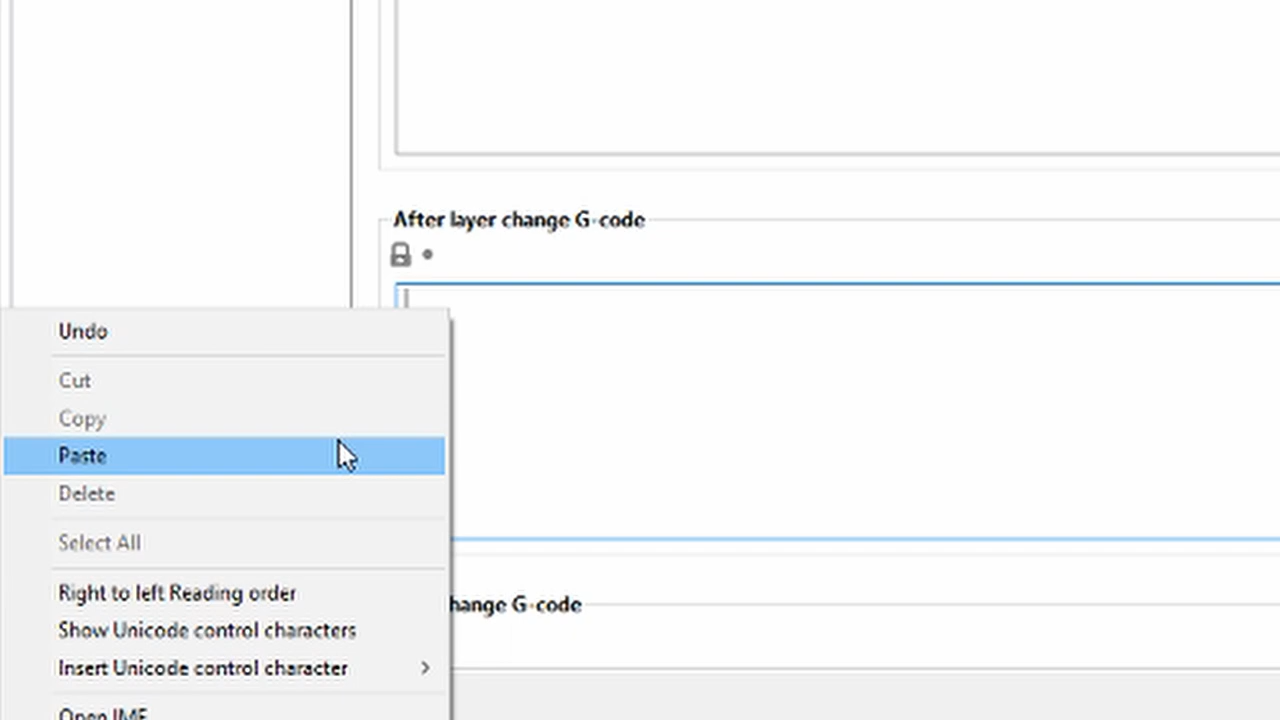 After layer change G-code
Undo
Cut
Copy
Paste
Delete
Select All
Right to left Reading order
hange G-code
Show Unicode control characters
Insert Unicode control character
Open IME